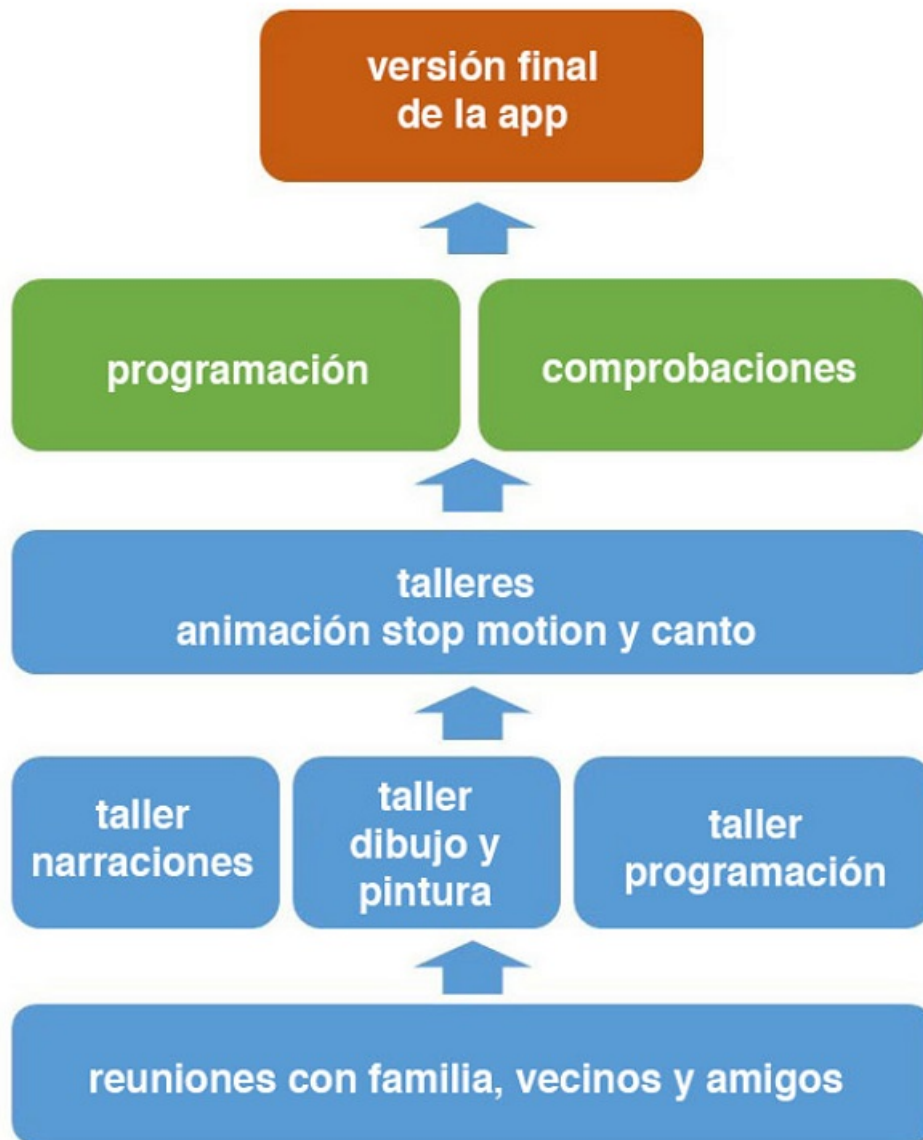 versión final
de la app
programación
comprobaciones
talleres
animación stop motion y canto
taller
narraciones
taller
dibujo y
pintura
taller
programación
reuniones con familia, vecinos y amigos